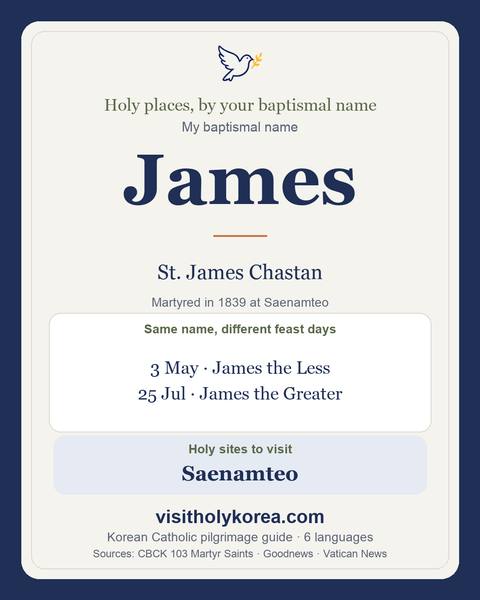 Holy places, by your baptismal name
My baptismal name
James
St. James Chastan
Martyred in 1839 at Saenamteo
Same name, different feast days
3 May · James the Less
25 Jul · James the Greater
Holy sites to visit
Saenamteo
visitholykorea.com
Korean Catholic pilgrimage guide · 6 languages
Sources: CBCK 103 Martyr Saints · Goodnews · Vatican News